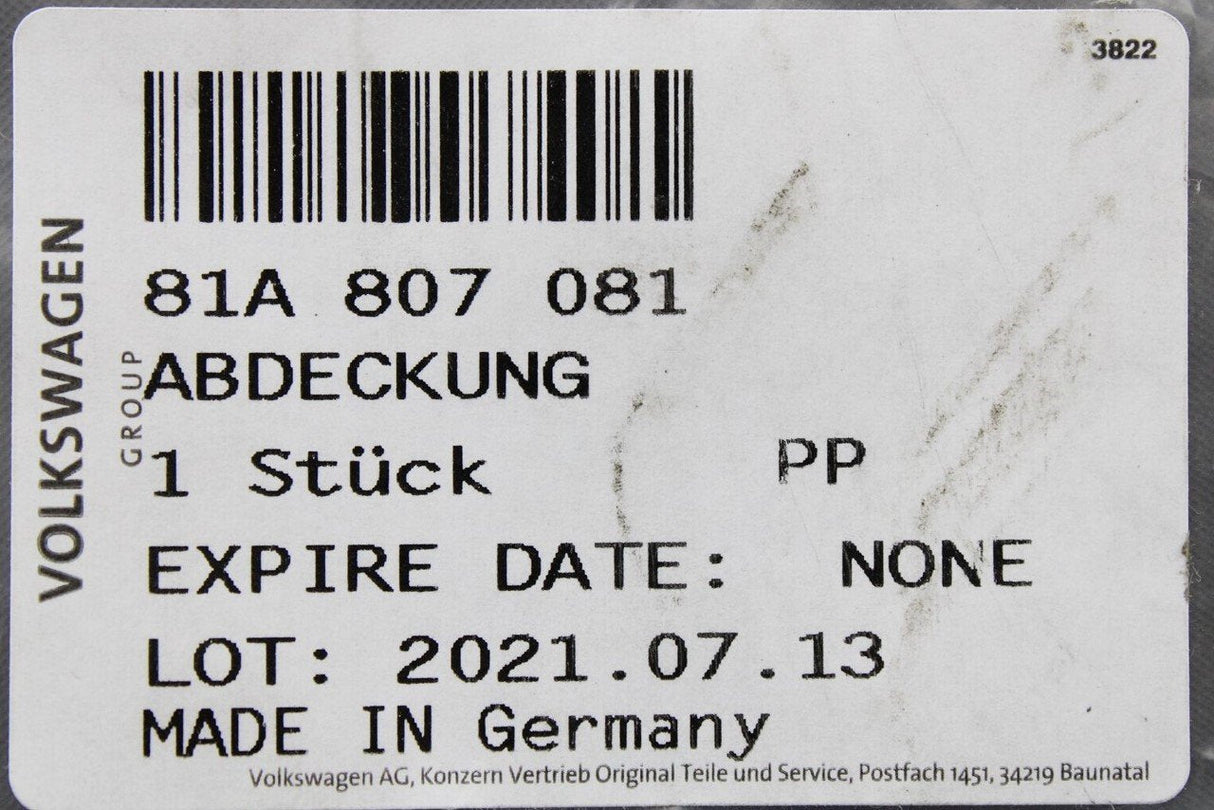 3822
VOLKSWAGEN
GROUP
81A 807 081
ABDECKUNG
1 Stück PP
EXPIRE DATE: NONE
LOT: 2021.07.13
MADE IN Germany
Volkswagen AG, Konzern Vertrieb Original Teile und Service, Postfach 1451, 34219 Baunatal